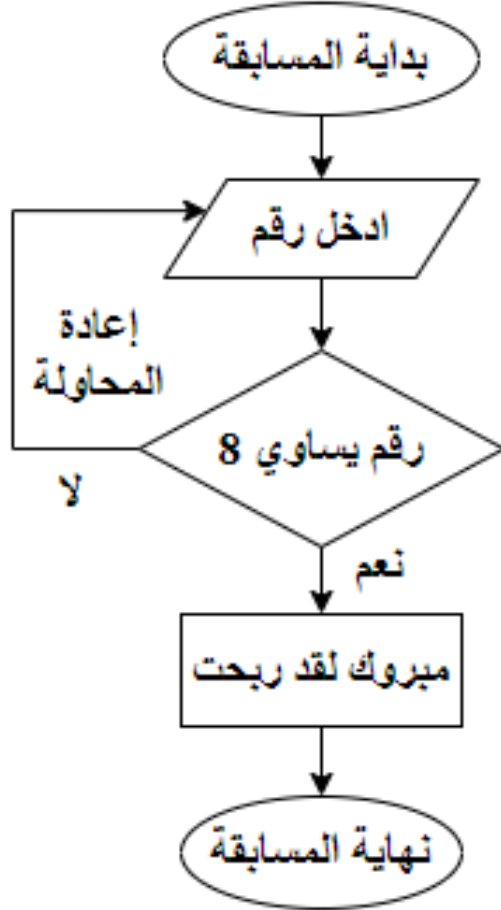 بداية المسابقة
ادخل رقم
إعادة
المحاولة
رقم يساوي 8
لا
نعم
مبروك لقد ربحت
نهاية المسابقة